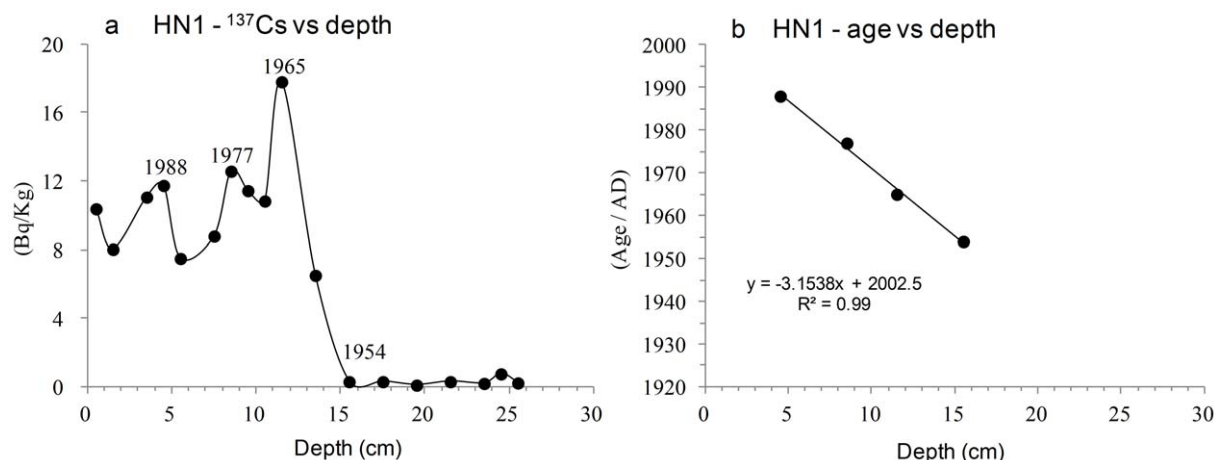 a HN1 - ¹³⁷Cs vs depth
20
16
12
8
4
0
(Bq/Kg)
1988
1977
1965
1954
0 5 10 15 20 25 30
Depth (cm)
b HN1 - age vs depth
2000
1990
1980
1970
1960
1950
1940
1930
1920
(Age / AD)
y = -3.1538x + 2002.5
R² = 0.99
0 5 10 15 20 25 30
Depth (cm)